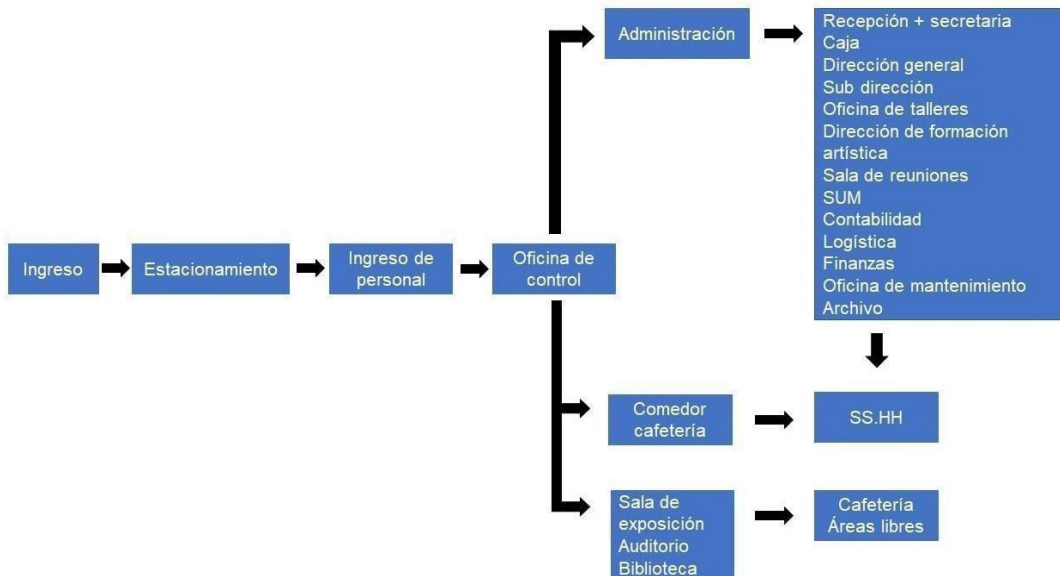 Ingreso
Estacionamiento
Ingreso de
personal
Oficina de
control
Administración
Recepción + secretaria
Caja
Dirección general
Sub dirección
Oficina de talleres
Dirección de formación
artística
Sala de reuniones
SUM
Contabilidad
Logística
Finanzas
Oficina de mantenimiento
Archivo
Comedor
cafetería
SS.HH
Sala de
exposición
Auditorio
Biblioteca
Cafetería
Áreas libres